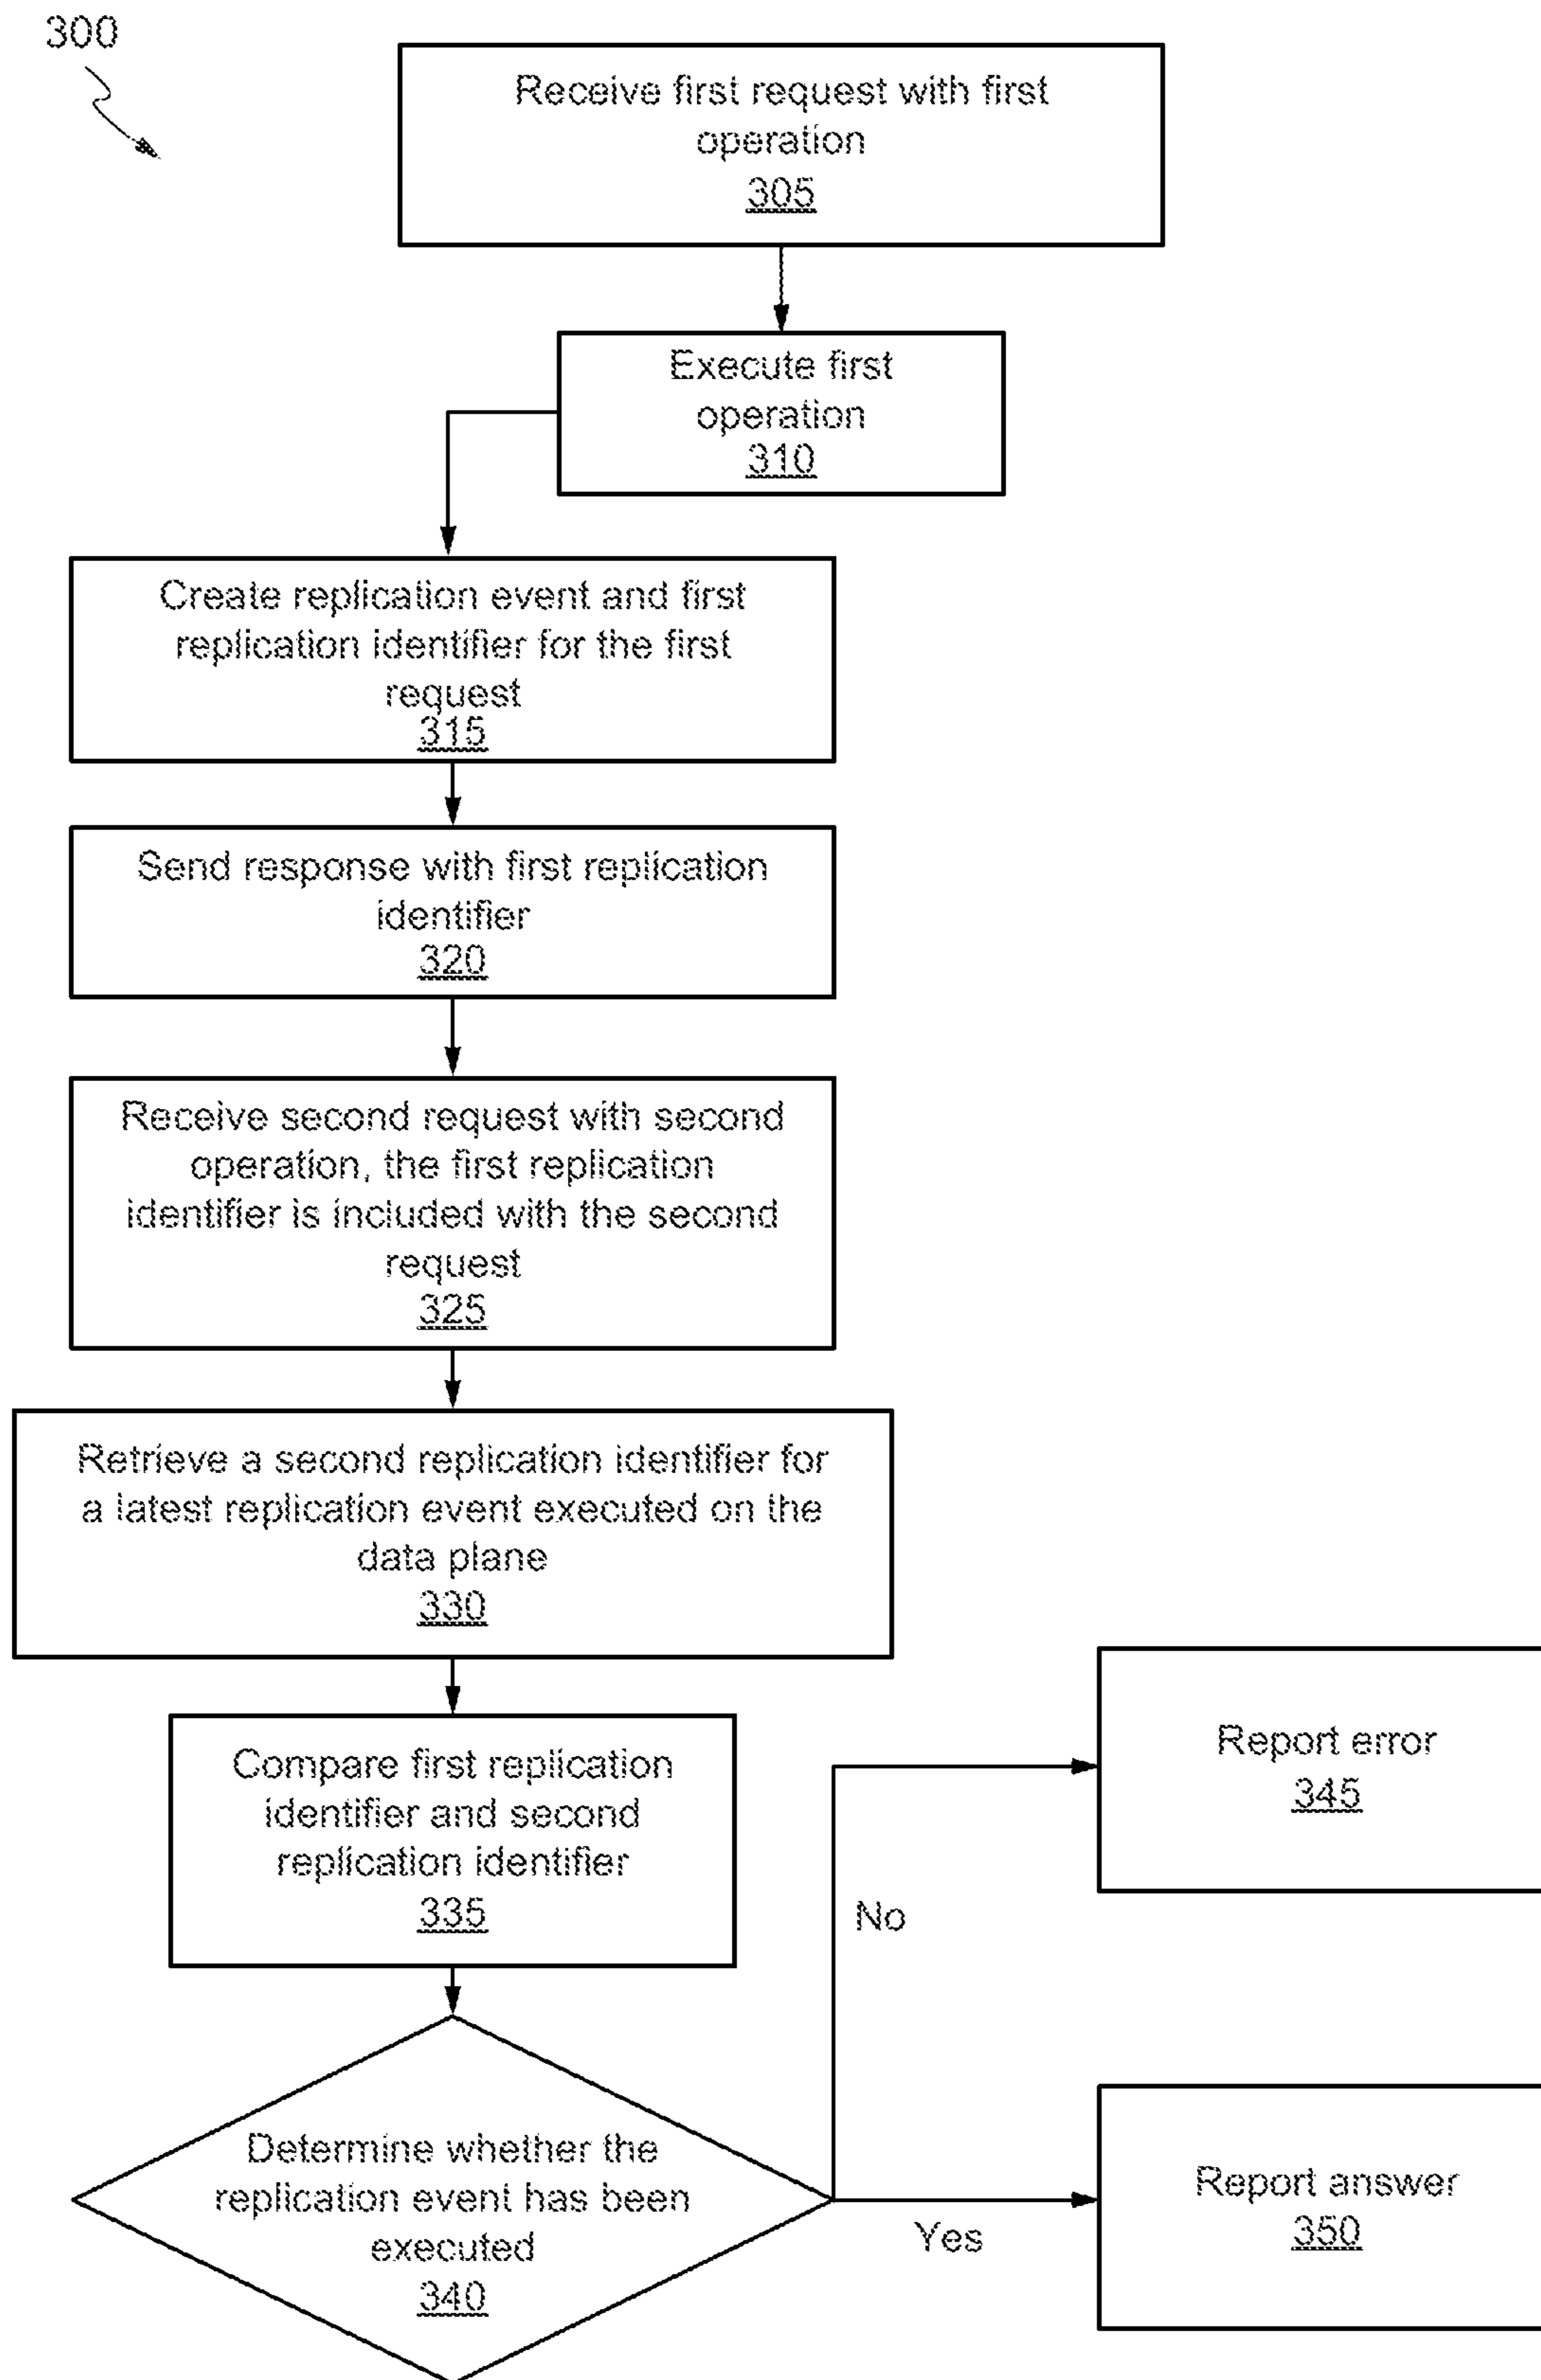 300
Receive first request with first
operation
305
Execute first
operation
310
Create replication event and first
replication identifier for the first
request
315
Send response with first replication
identifier
320
Receive second request with second
operation, the first replication
identifier is included with the second
request
325
Retrieve a second replication identifier for
a latest replication event executed on the
data plane
330
Compare first replication
identifier and second
replication identifier
335
Report error
345
No
Determine whether the
replication event has been
executed
340
Yes
Report answer
350